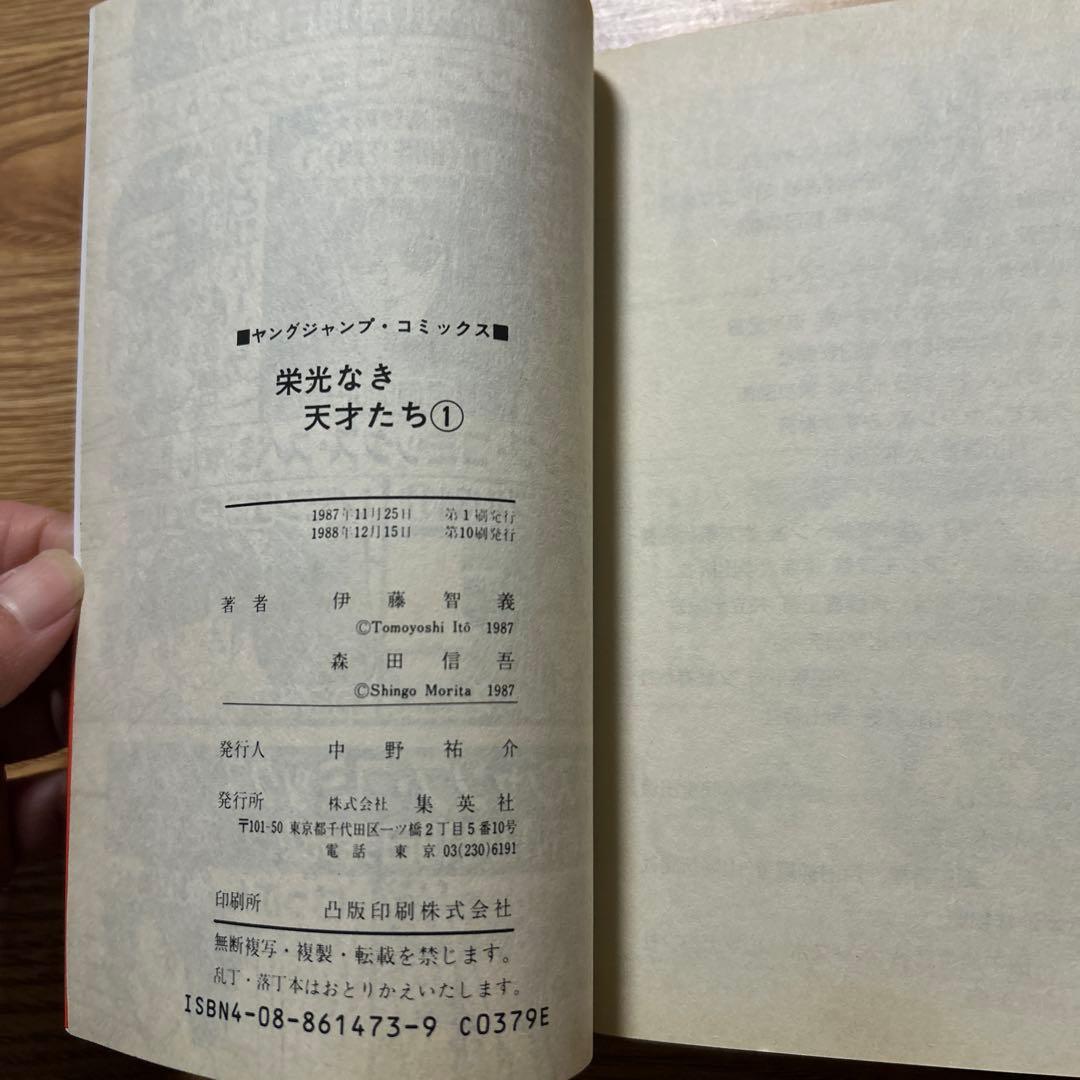 ■ヤングジャンプ・コミックス■
栄光なき
天才たち①
1987年11月25日 第1刷発行
1988年12月15日 第10刷発行
著者 伊藤智義
©Tomoyoshi Itō 1987
森田信吾
©Shingo Morita 1987
発行人 中野祐介
発行所 株式会社 集英社
〒101-50 東京都千代田区一ツ橋2丁目5番10号
電話 東京 03(230)6191
印刷所 凸版印刷株式会社
無断複写・複製・転載を禁じます。
乱丁・落丁本はおとりかえいたします。
ISBN4-08-861473-9 C0379E